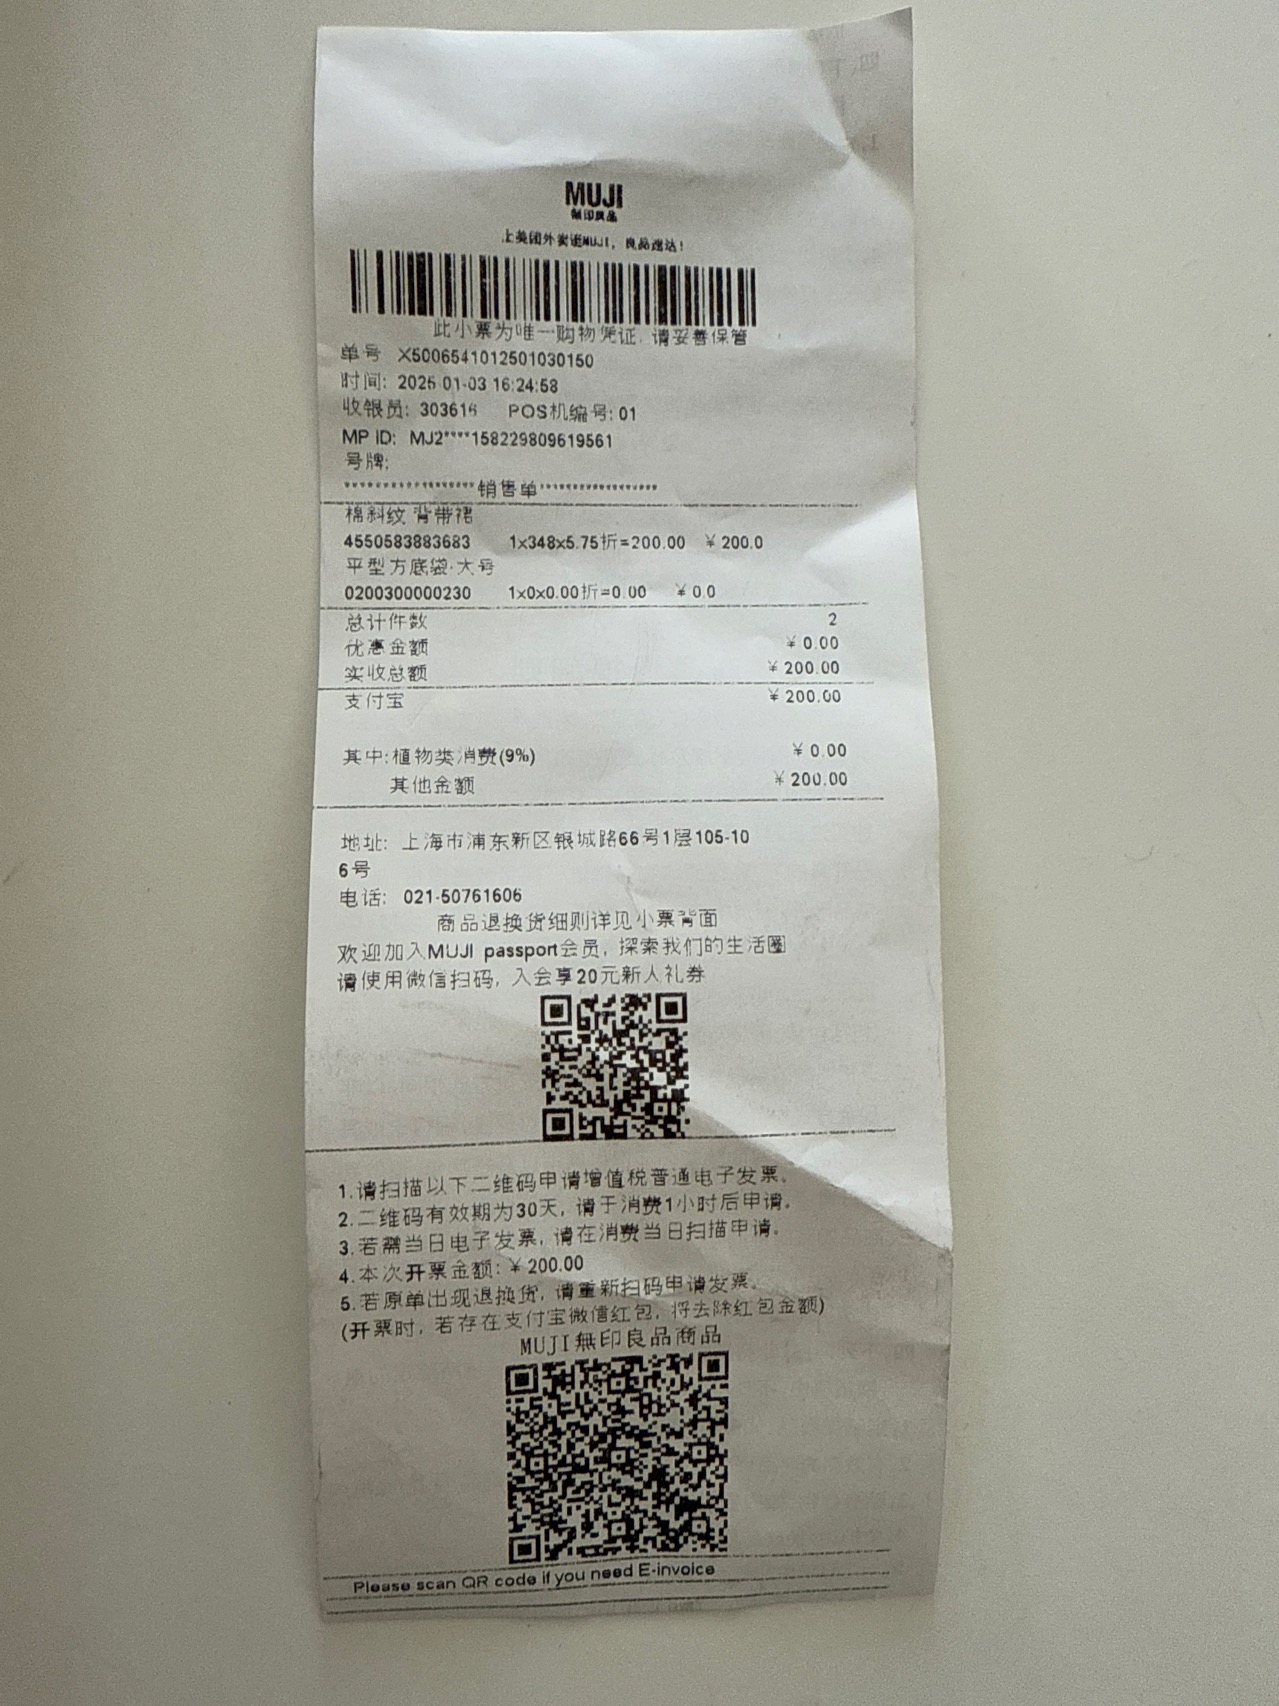 MUJI
無印良品
上美团外卖逛MUJI，良品速达！
此小票为唯一购物凭证，请妥善保管
单号 X5006541012501030150
时间: 2025-01-03 16:24:58
收银员: 303616 POS机编号: 01
MP ID: MJ2****158229809619561
号牌:
*******************销售单*****************
棉斜纹 背带裙
4550583883683 1x348x5.75折=200.00 ￥200.0
平型方底袋·大号
0200300000230 1x0x0.00折=0.00 ￥0.0
总计件数 2
优惠金额 ￥0.00
实收总额 ￥200.00
支付宝 ￥200.00
其中:植物类消费(9%) ￥0.00
其他金额 ￥200.00
地址: 上海市浦东新区银城路66号1层105-10
6号
电话: 021-50761606
商品退换货细则详见小票背面
欢迎加入MUJI passport会员，探索我们的生活圈
请使用微信扫码，入会享20元新人礼券
1.请扫描以下二维码申请增值税普通电子发票。
2.二维码有效期为30天，请于消费1小时后申请。
3.若需当日电子发票，请在消费当日扫描申请。
4.本次开票金额:￥200.00
5.若原单出现退换货，请重新扫码申请发票。
(开票时，若存在支付宝微信红包，将去除红包金额)
MUJI無印良品商品
Please scan QR code if you need E-invoice